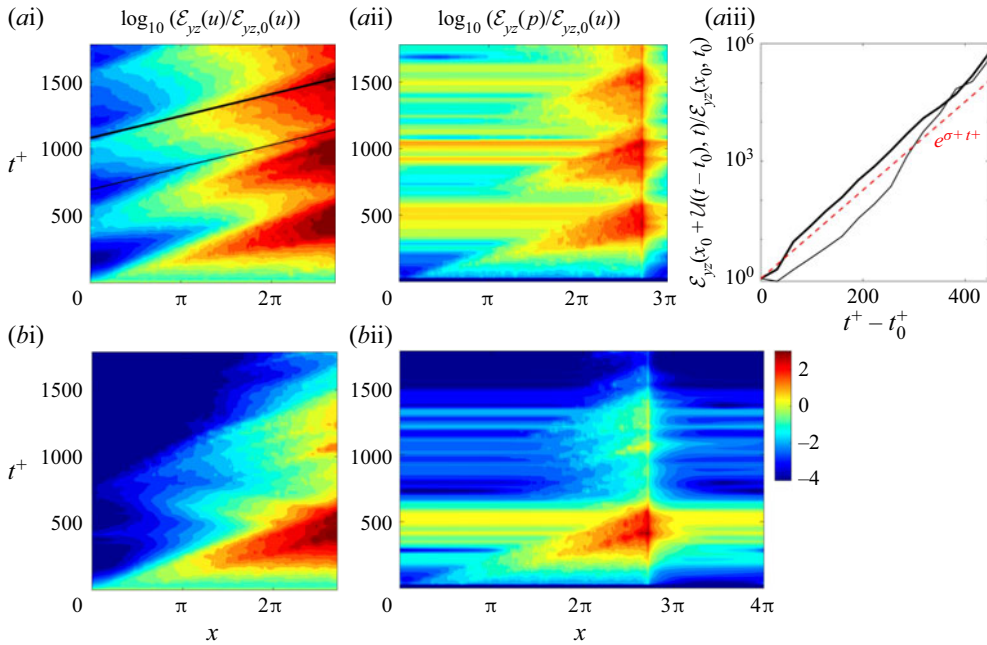 (ai)
log10 (Eyz(u)/Eyz,0(u))
(aii)
log10 (Eyz(p)/Eyz,0(u))
(aiii)
1500
1000
t+
500
0
π
2π
1500
1000
500
0
π
2π
3π
Eyz(x0 + U(t – t0), t)/Eyz(x0, t0)
10^6
10^3
10^0
e^σ+t+
0
200
400
t+ – t0+
(bi)
1500
1000
t+
500
0
π
2π
x
(bii)
1500
1000
500
0
π
2π
3π
4π
x
2
0
–2
–4